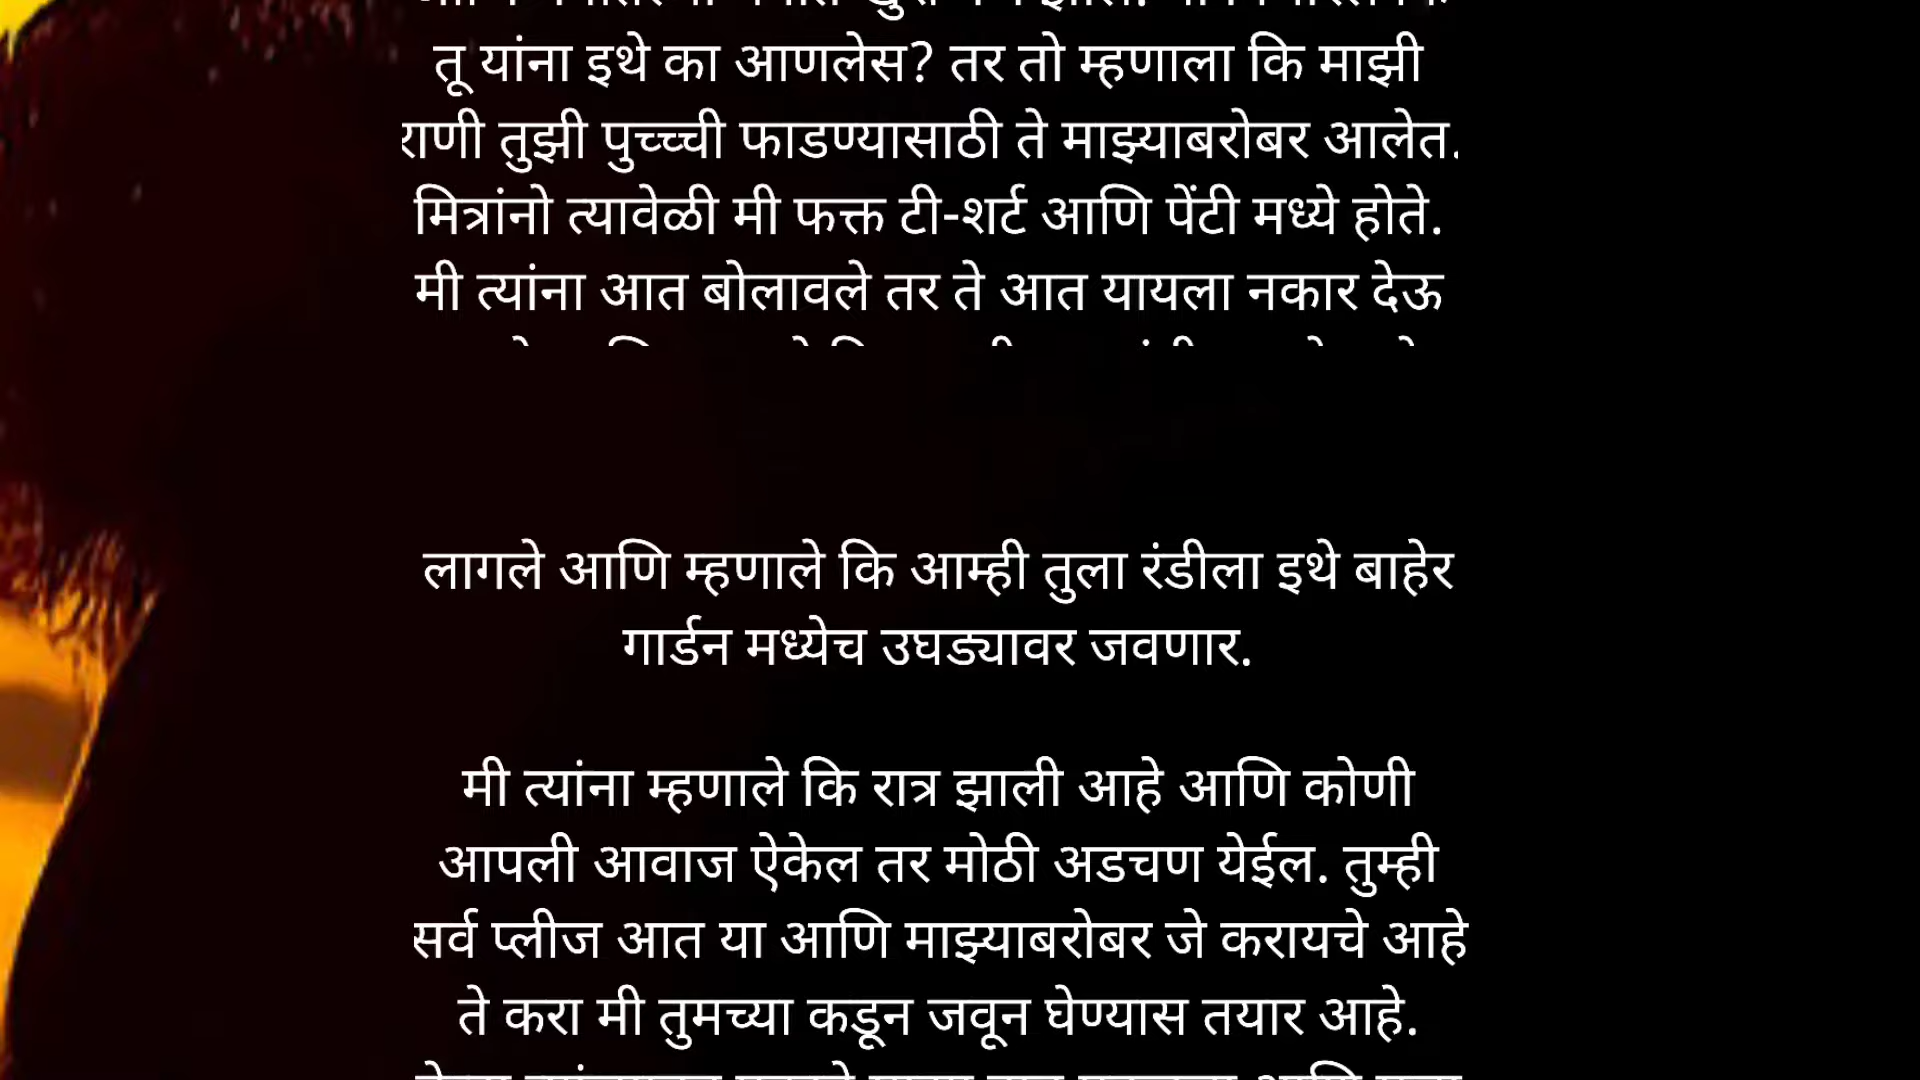 तू यांना इथे का आणलेस? तर तो म्हणाला कि माझी
राणी तुझी पुच्च्ची फाडण्यासाठी ते माझ्याबरोबर आलेत.
मित्रांनो त्यावेळी मी फक्त टी-शर्ट आणि पेंटी मध्ये होते.
मी त्यांना आत बोलावले तर ते आत यायला नकार देऊ
लागले आणि म्हणाले कि आम्ही तुला रंडीला इथे बाहेर
गार्डन मध्येच उघड्यावर जवणार.
मी त्यांना म्हणाले कि रात्र झाली आहे आणि कोणी
आपली आवाज ऐकेल तर मोठी अडचण येईल. तुम्ही
सर्व प्लीज आत या आणि माझ्याबरोबर जे करायचे आहे
ते करा मी तुमच्या कडून जवून घेण्यास तयार आहे.